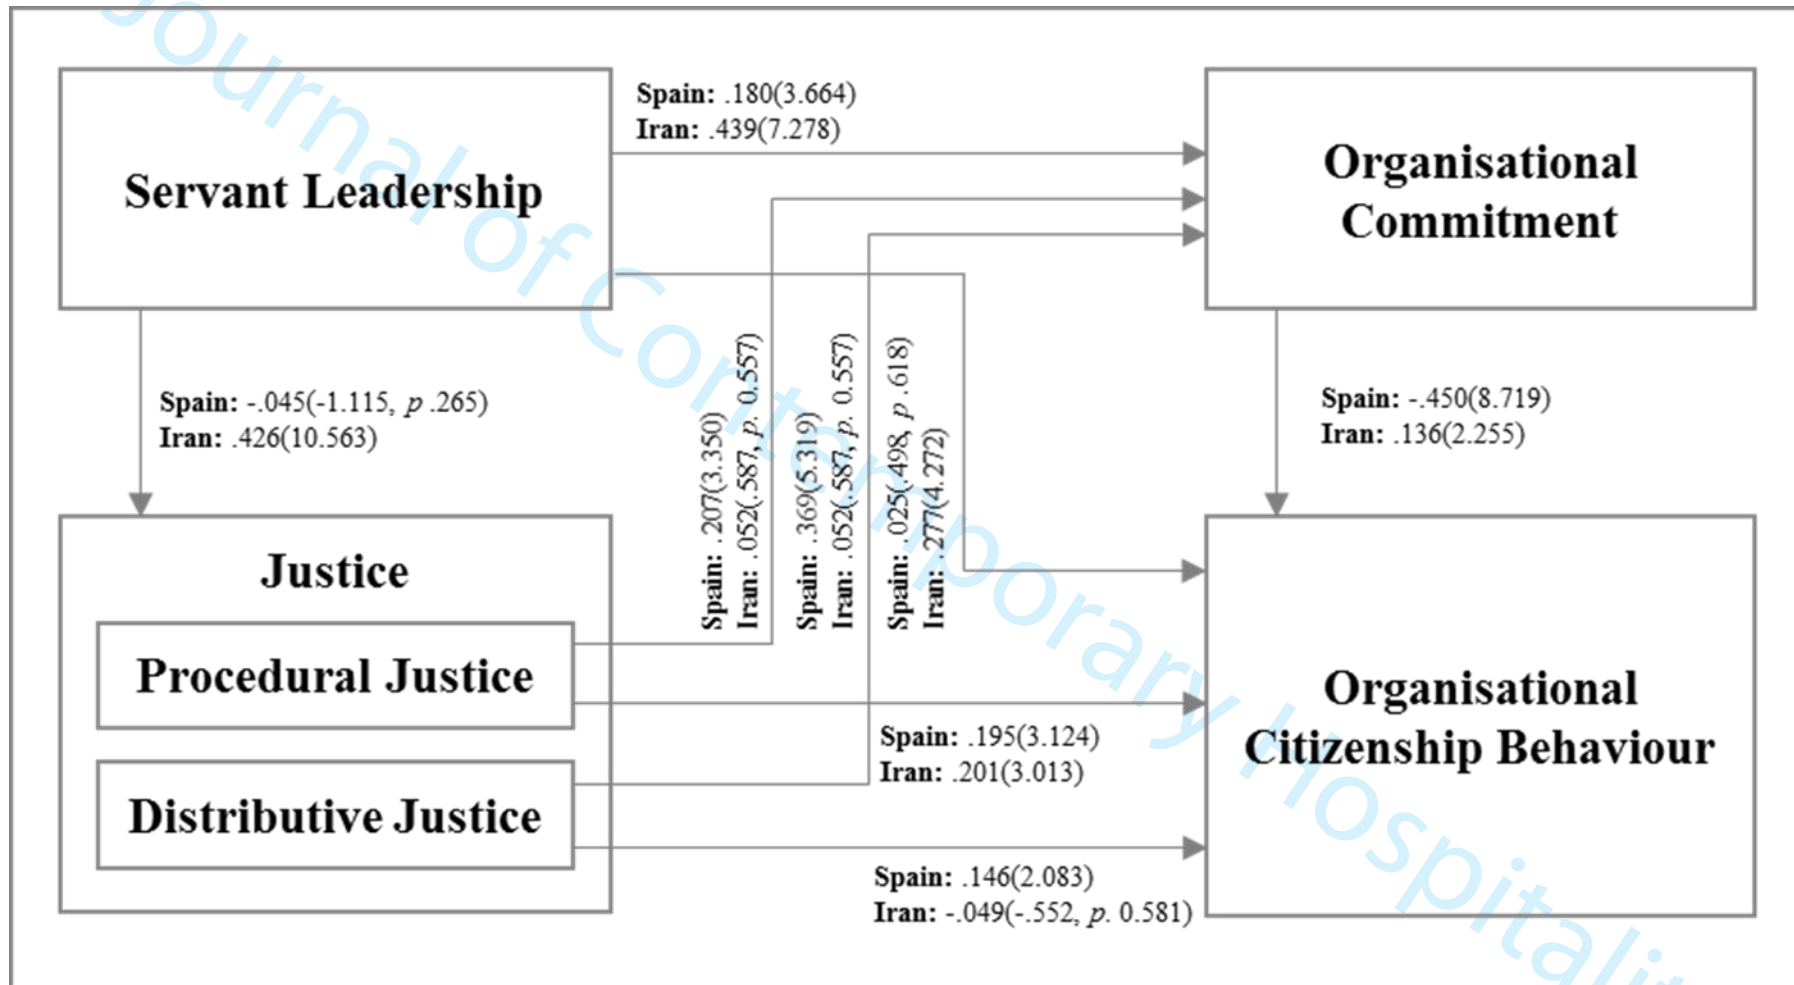 Journal of Contemporary Hospitali
Spain: .180(3.664)
Iran: .439(7.278)
Servant Leadership
Organisational
Commitment
Spain: -.045(-1.115, p .265)
Iran: .426(10.563)
Spain: .207(3.350)
Iran: .052(.587, p. 0.557)
Spain: .369(5.319)
Iran: .052(.587, p. 0.557)
Spain: .025(.498, p .618)
Iran: .277(4.272)
Spain: -.450(8.719)
Iran: .136(2.255)
Justice
Procedural Justice
Distributive Justice
Spain: .195(3.124)
Iran: .201(3.013)
Organisational
Citizenship Behaviour
Spain: .146(2.083)
Iran: -.049(-.552, p. 0.581)